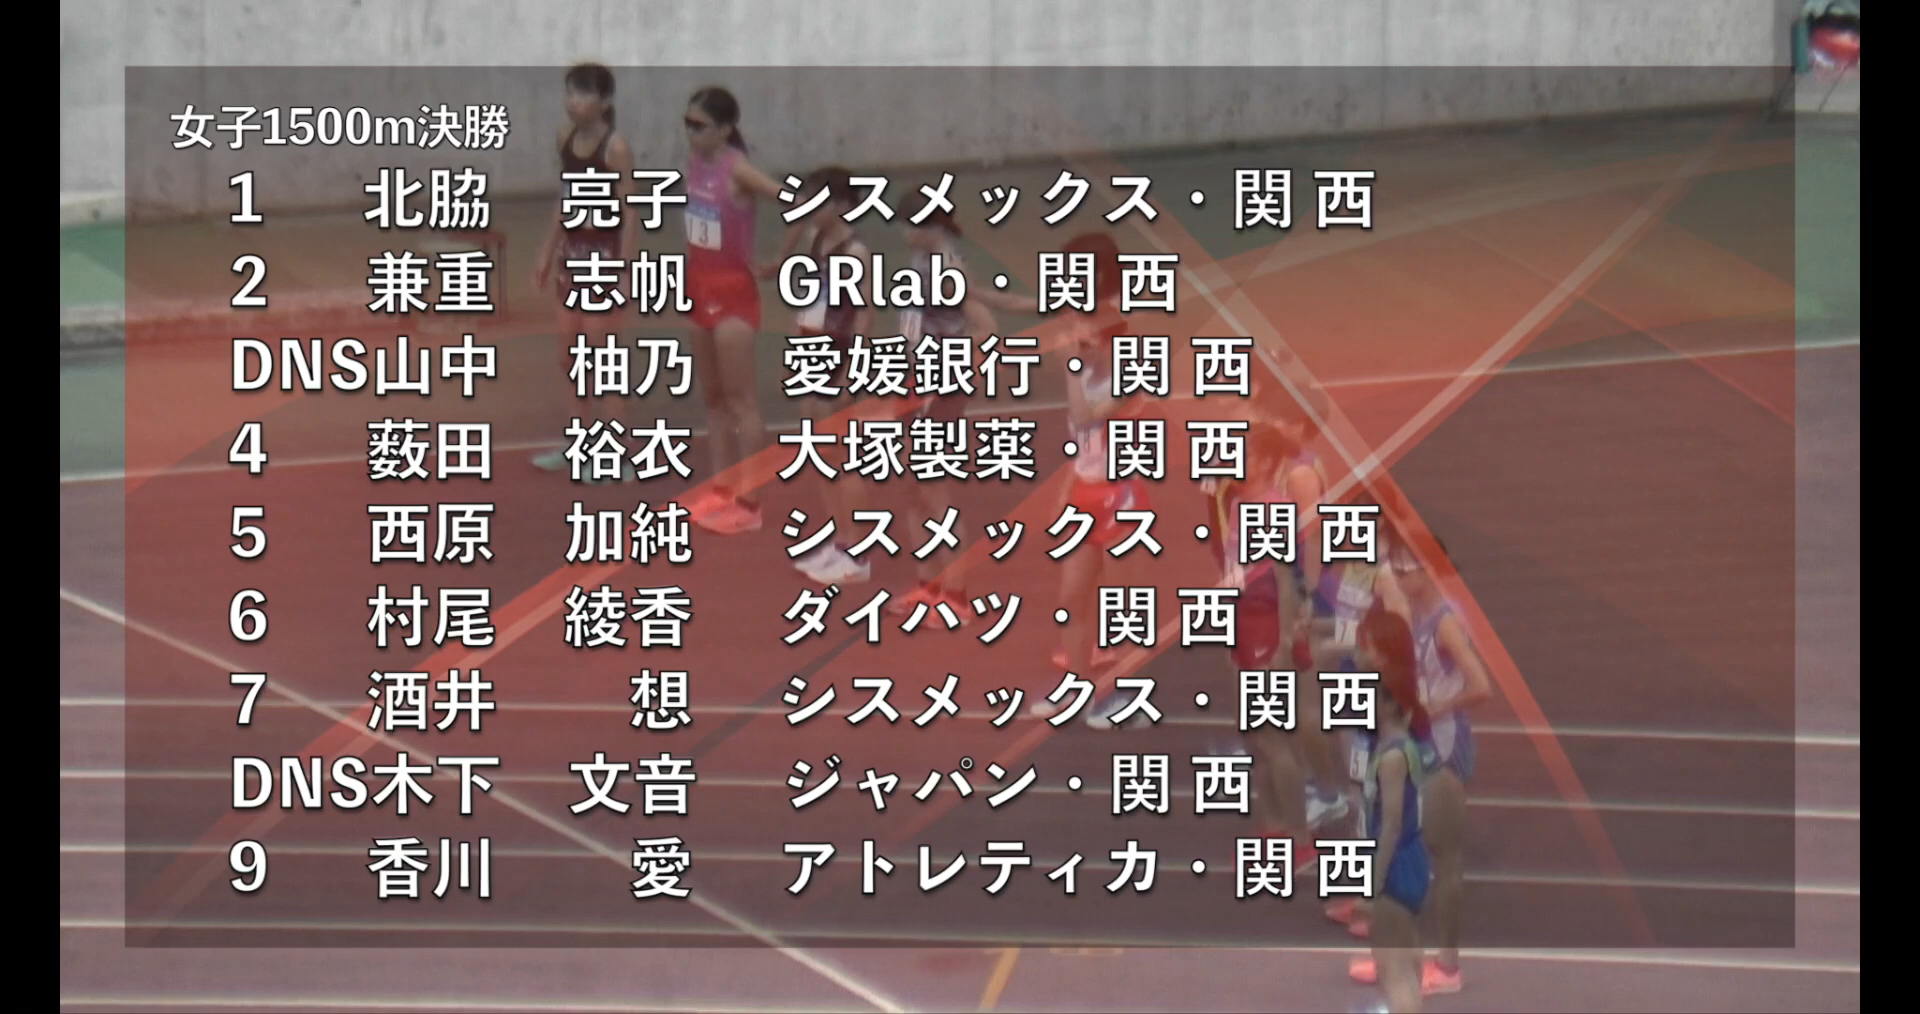 女子1500m決勝
1 北脇 亮子 シスメックス・関 西
2 兼重 志帆 GRlab・関 西
DNS山中 柚乃 愛媛銀行・関 西
4 薮田 裕衣 大塚製薬・関 西
5 西原 加純 シスメックス・関 西
6 村尾 綾香 ダイハツ・関 西
7 酒井 想 シスメックス・関 西
DNS木下 文音 ジャパン・関 西
9 香川 愛 アトレティカ・関 西